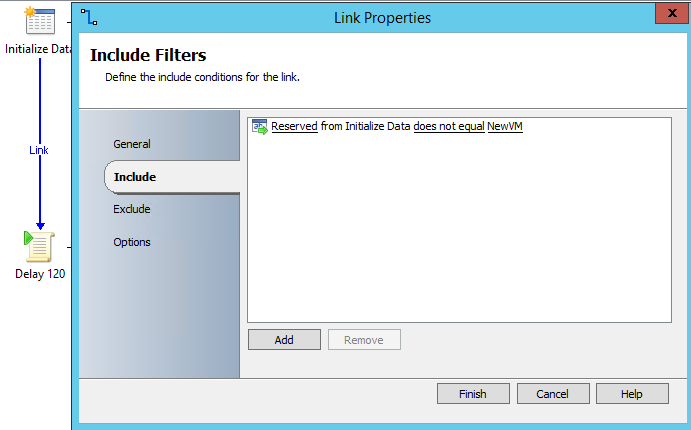 Link Properties
x
Initialize Data
Include Filters
Define the include conditions for the link.
General
Include
Exclude
Options
Reserved from Initialize Data does not equal NewVM
Link
Delay 120
Add
Remove
Finish
Cancel
Help